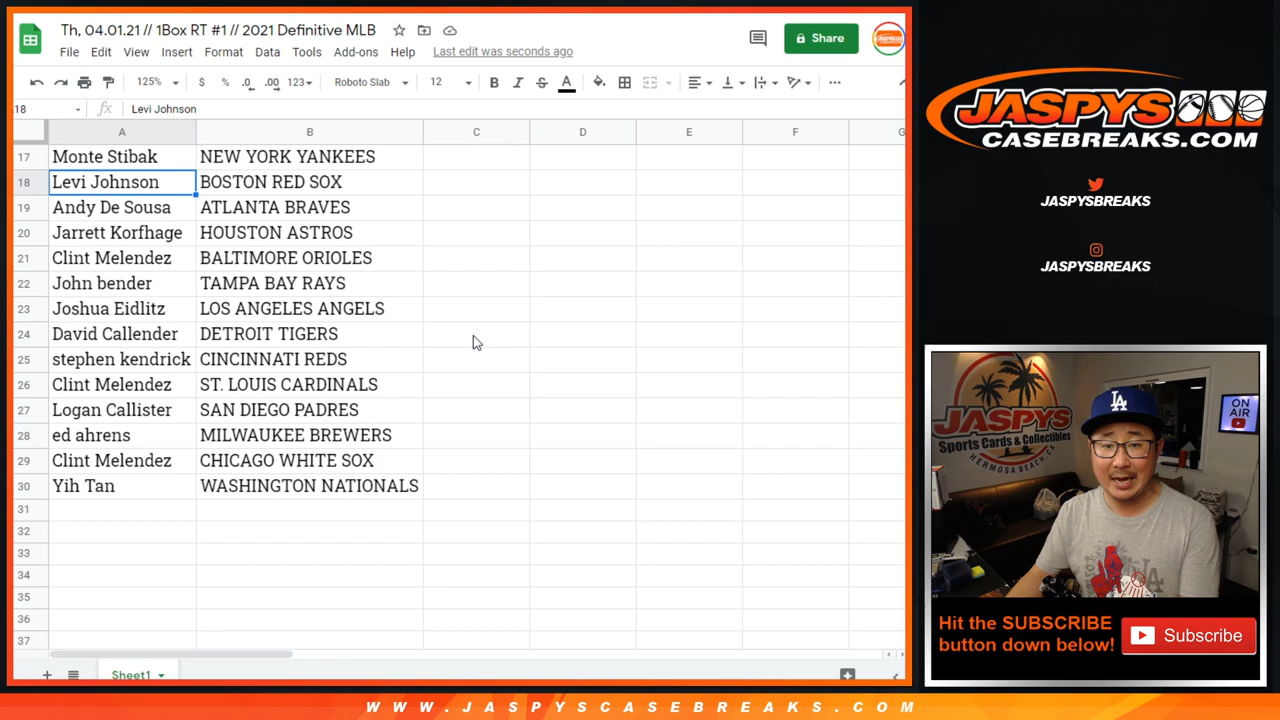 Th, 04.01.21 // 1Box RT #1 // 2021 Definitive MLB
File Edit View Insert Format Data Tools Add-ons Help Last edit was seconds ago
Share
125% $ % .0 .00 123 Roboto Slab 12 B I S A
18 fx Levi Johnson
A B C D E F G
17 Monte Stibak NEW YORK YANKEES
18 Levi Johnson BOSTON RED SOX
19 Andy De Sousa ATLANTA BRAVES
20 Jarrett Korfhage HOUSTON ASTROS
21 Clint Melendez BALTIMORE ORIOLES
22 John bender TAMPA BAY RAYS
23 Joshua Eidlitz LOS ANGELES ANGELS
24 David Callender DETROIT TIGERS
25 stephen kendrick CINCINNATI REDS
26 Clint Melendez ST. LOUIS CARDINALS
27 Logan Callister SAN DIEGO PADRES
28 ed ahrens MILWAUKEE BREWERS
29 Clint Melendez CHICAGO WHITE SOX
30 Yih Tan WASHINGTON NATIONALS
31
32
33
34
35
36
37
Sheet1
JASPYS
CASEBREAKS.COM
JASPYSBREAKS
JASPYSBREAKS
JASPYS
Sports Cards & Collectibles
HERMOSA BEACH, CA
ON
AIR
LA
Hit the SUBSCRIBE
button down below!
Subscribe
WWW.JASPYSCASEBREAKS.COM